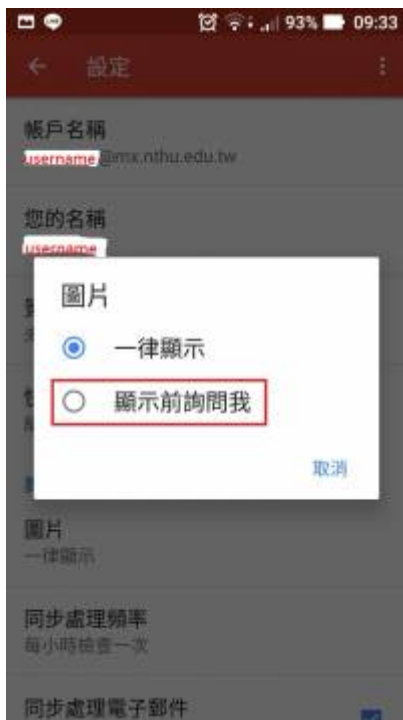 93% 09:33
設定
帳戶名稱
username @mx.nthu.edu.tw
您的名稱
username
圖片
一律顯示
顯示前詢問我
取消
圖片
一律顯示
同步處理頻率
每小時檢查一次
同步處理電子郵件